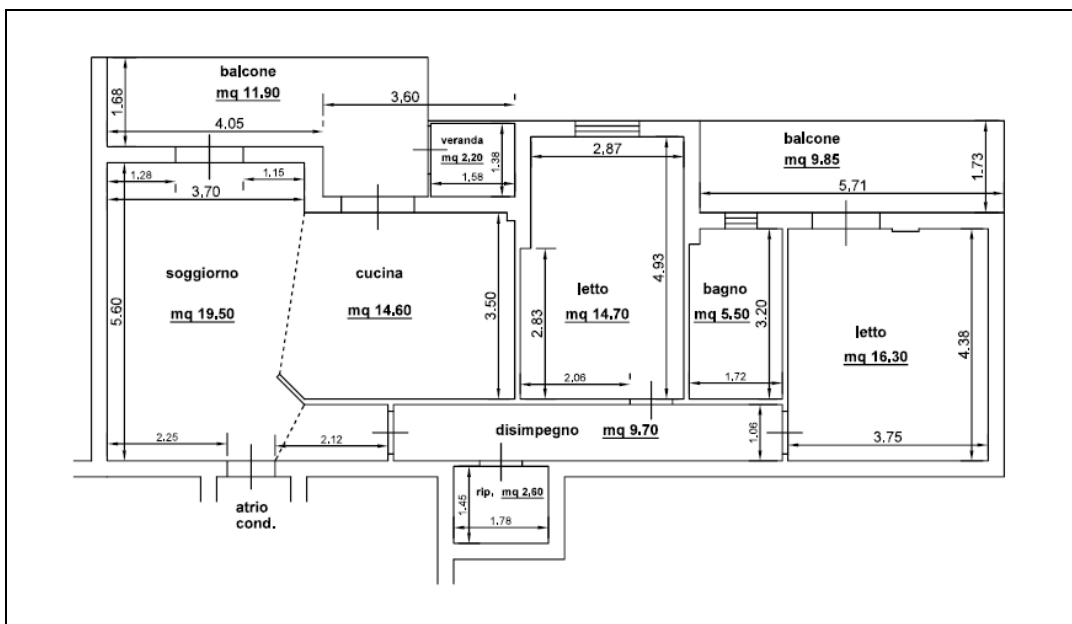 balcone
mq 11.90
1.68
3,60
4.05
veranda
mq 2,20
1.38
1,58
2,87
balcone
mq 9.85
1.73
5,71
1.28
1.15
3,70
soggiorno
mq 19.50
5.60
cucina
mq 14.60
3.50
letto
mq 14.70
4.93
2.83
2,06
bagno
mq 5.50
3.20
1.72
letto
mq 16,30
4.38
3.75
2.25
2.12
disimpegno mq 9.70
1.06
rip, mq 2,60
1.45
1.78
atrio
cond.